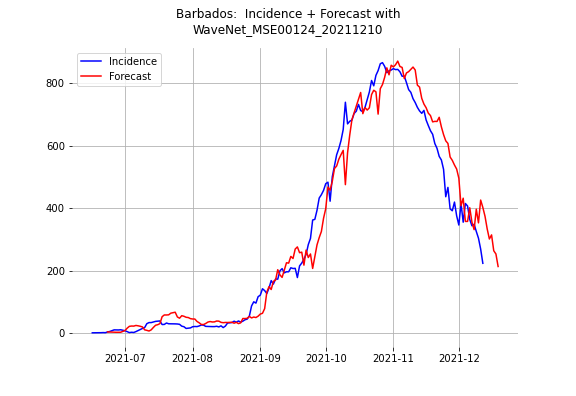 Barbados:  Incidence + Forecast with
WaveNet_MSE00124_20211210
Incidence
Forecast
800
600
400
200
0
2021-07 2021-08 2021-09 2021-10 2021-11 2021-12